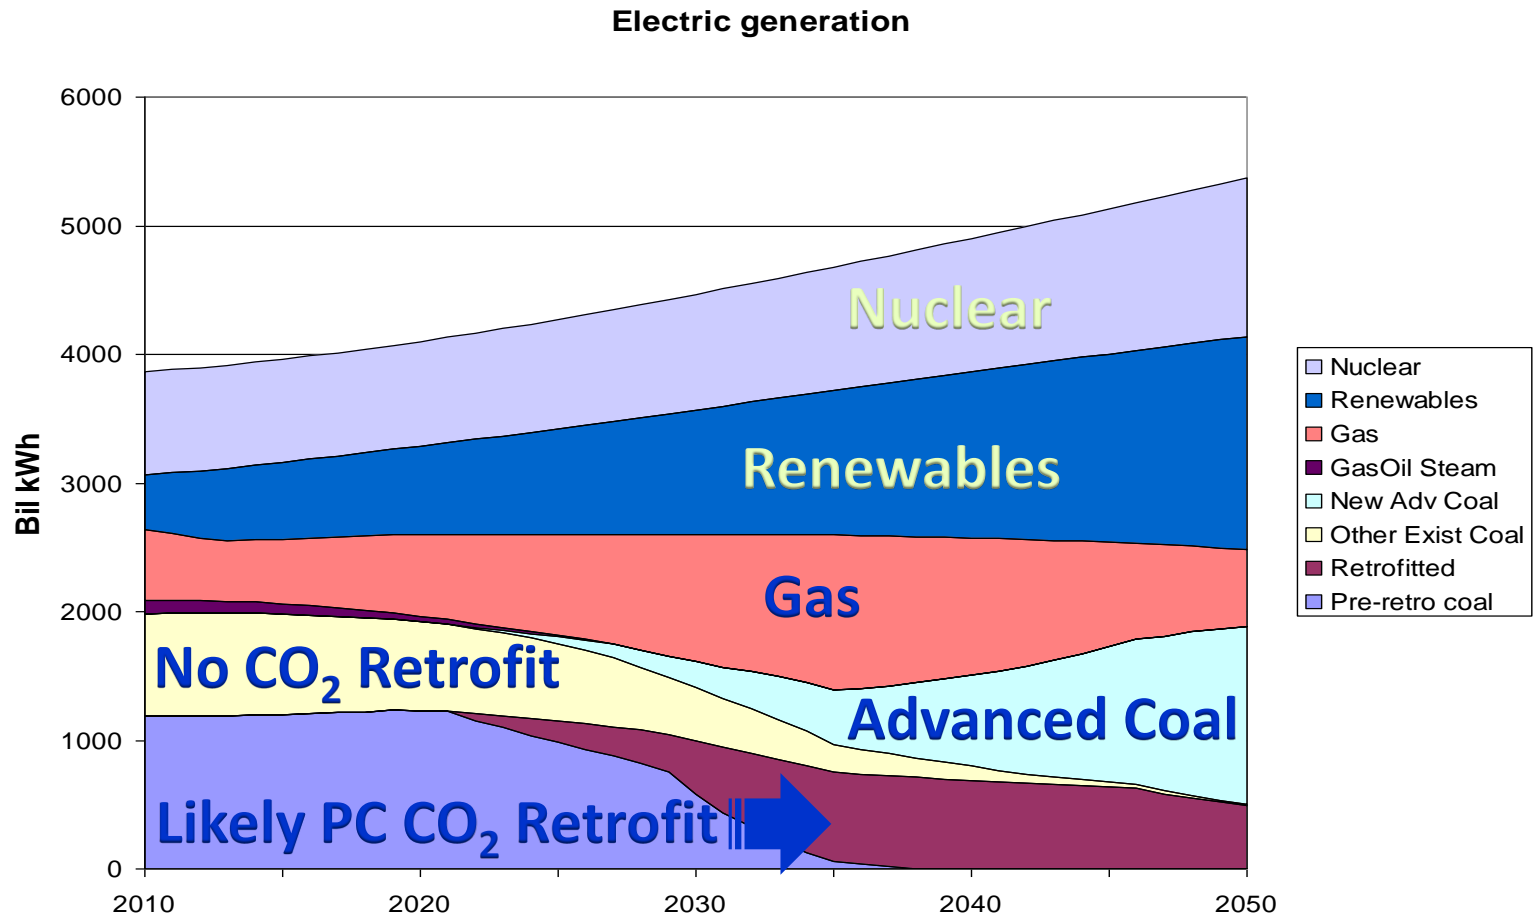 Electric generation
6000
5000
4000
3000
2000
1000
0
Bill kWh
2010
2020
2030
2040
2050
Nuclear
Renewables
Gas
No CO₂ Retrofit
Advanced Coal
Likely PC CO₂ Retrofit
Nuclear
Renewables
Gas
GasOil Steam
New Adv Coal
Other Exist Coal
Retrofitted
Pre-retro coal